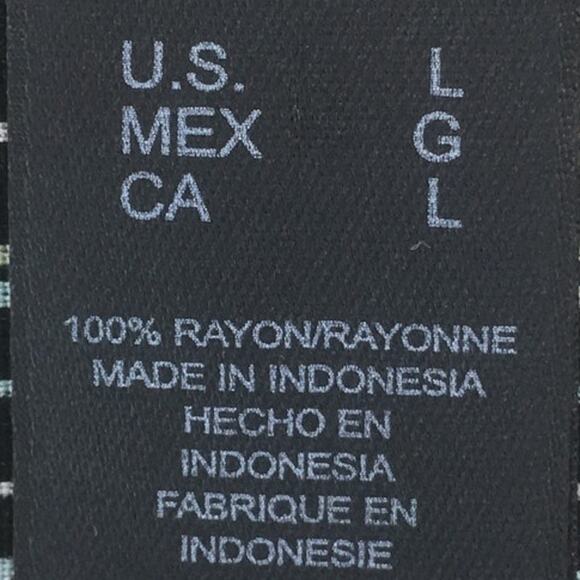 U.S. L
MEX G
CA L
100% RAYON/RAYONNE
MADE IN INDONESIA
HECHO EN
INDONESIA
FABRIQUE EN
INDONESIE